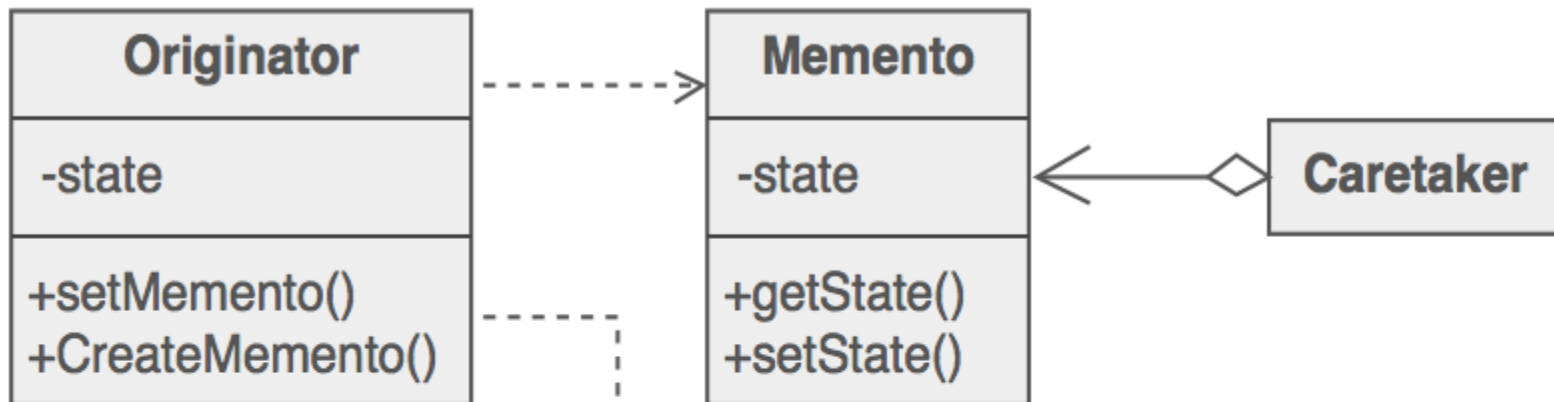 Originator
-state
+setMemento()
+CreateMemento()
Memento
-state
+getState()
+setState()
Caretaker